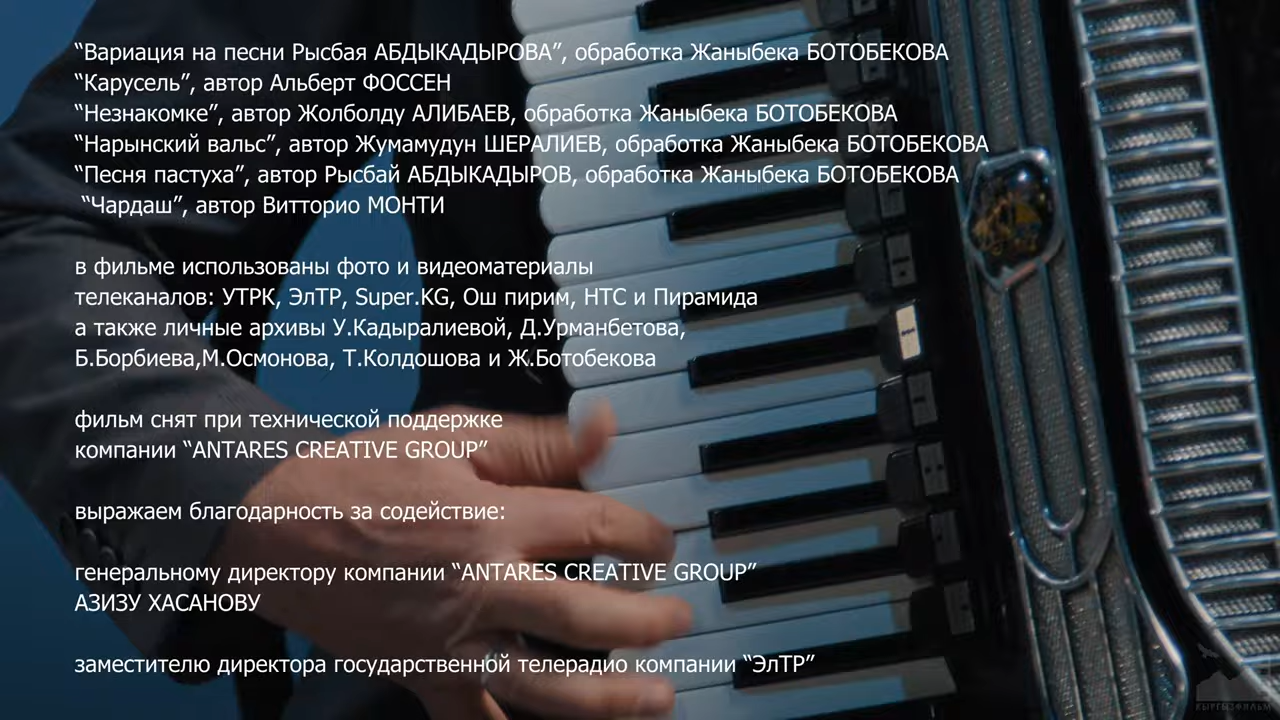 “Вариация на песни Рысбая АБДЫКАДЫРОВА”, обработка Жаныбека БОТОБЕКОВА
“Карусель”, автор Альберт ФОССЕН
“Незнакомке”, автор Жолболду АЛИБАЕВ, обработка Жаныбека БОТОБЕКОВА
“Нарынский вальс”, автор Жумамудун ШЕРАЛИЕВ, обработка Жаныбека БОТОБЕКОВА
“Песня пастуха”, автор Рысбай АБДЫКАДЫРОВ, обработка Жаныбека БОТОБЕКОВА
“Чардаш”, автор Витторио МОНТИ
в фильме использованы фото и видеоматериалы
телеканалов: УТРК, ЭлТР, Super.KG, Ош пирим, НТС и Пирамида
а также личные архивы У.Кадыралиевой, Д.Урманбетова,
Б.Борбиева,М.Осмонова, Т.Колдошова и Ж.Ботобекова
фильм снят при технической поддержке
компании “ANTARES CREATIVE GROUP”
выражаем благодарность за содействие:
генеральному директору компании “ANTARES CREATIVE GROUP”
АЗИЗУ ХАСАНОВУ
заместителю директора государственной телерадио компании “ЭлТР”
КЫРГЫЗФИЛЬМ